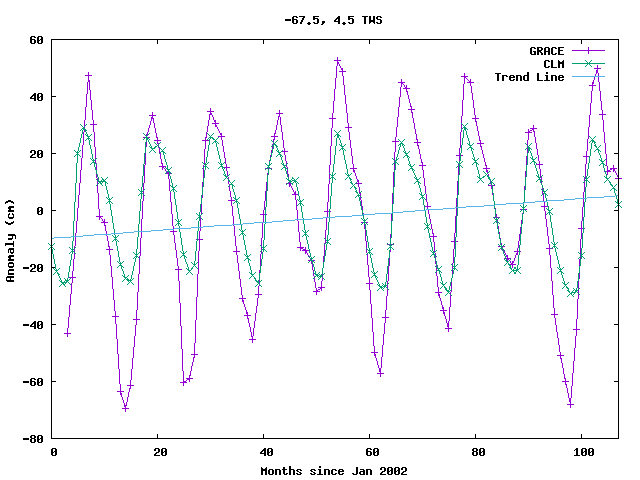 -67.5, 4.5 TWS
GRACE
CLM
Trend Line
60
40
20
0
-20
-40
-60
-80
Anomaly (cm)
0 20 40 60 80 100
Months since Jan 2002